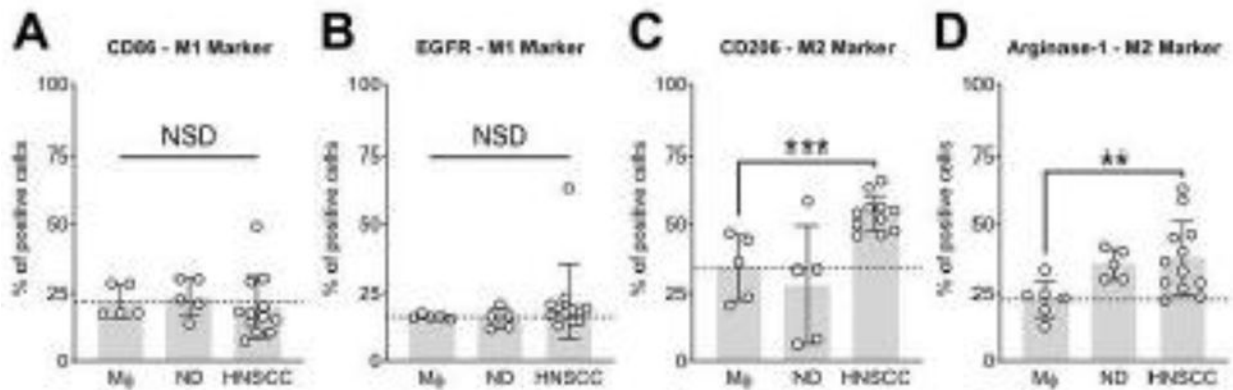 A
CD86 - M1 Marker
% of positive cells
100
75
50
25
0
NSD
Mφ ND HNSCC
B
EGFR - M1 Marker
% of positive cells
100
75
50
25
0
NSD
Mφ ND HNSCC
C
CD206 - M2 Marker
% of positive cells
100
75
50
25
0
***
Mφ ND HNSCC
D
Arginase-1 - M2 Marker
% of positive cells
100
75
50
25
0
**
Mφ ND HNSCC